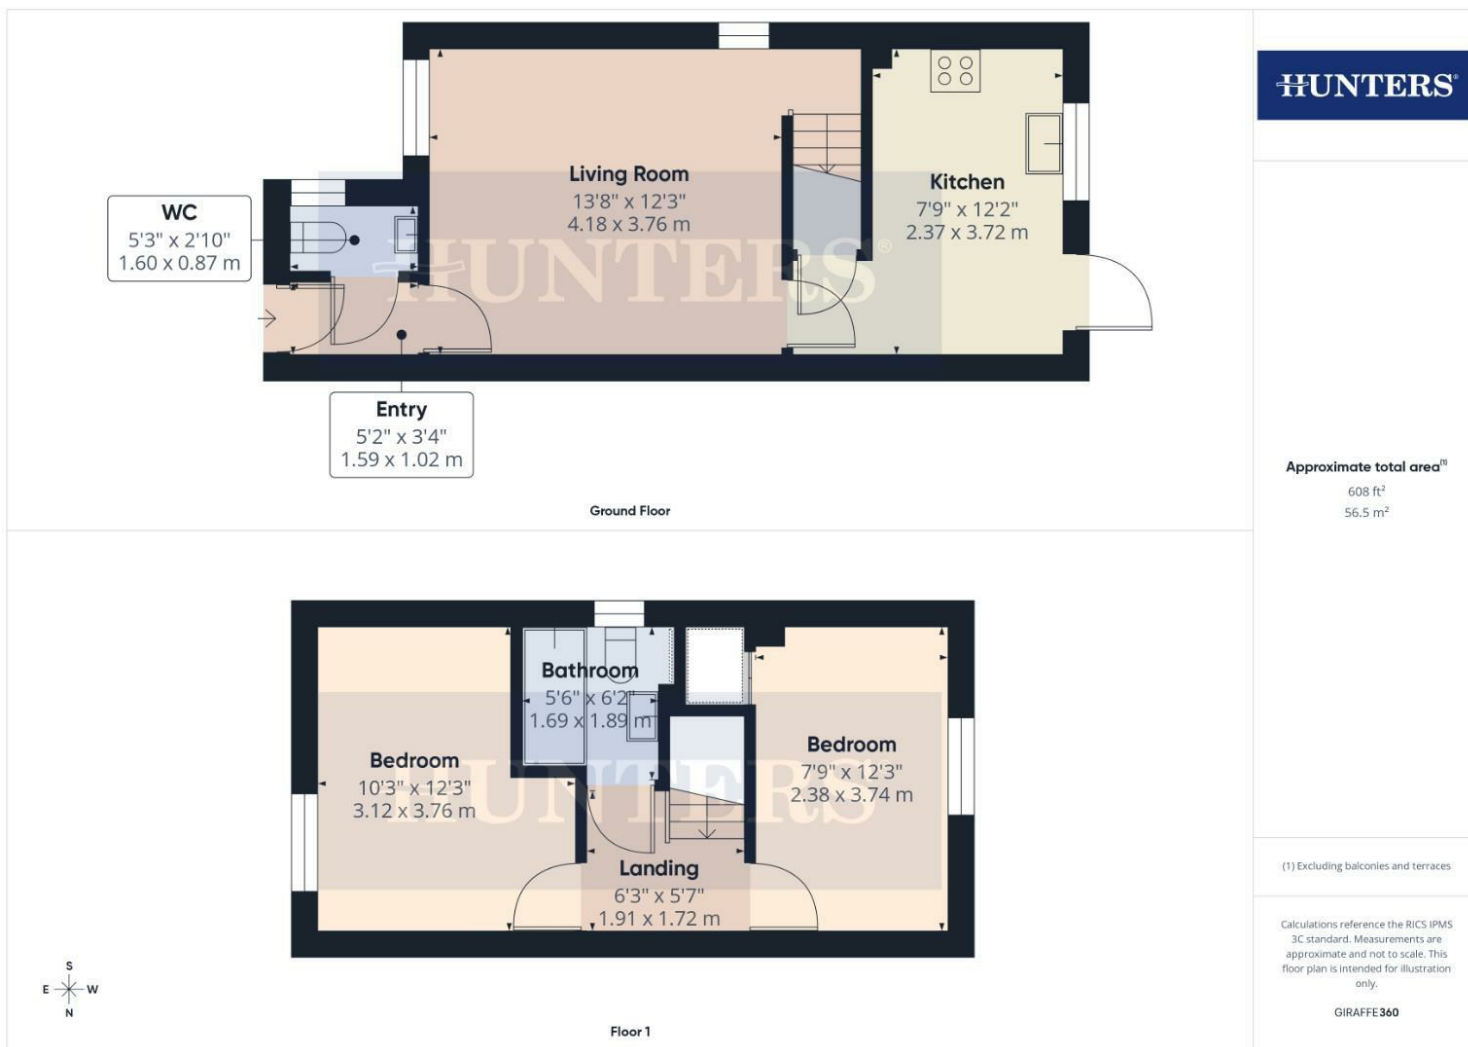 HUNTERS®
WC
5'3" x 2'10"
1.60 x 0.87 m
Living Room
13'8" x 12'3"
4.18 x 3.76 m
Kitchen
7'9" x 12'2"
2.37 x 3.72 m
HUNTERS®
Entry
5'2" x 3'4"
1.59 x 1.02 m
Ground Floor
Approximate total area⁽¹⁾
608 ft²
56.5 m²
Bathroom
5'6" x 6'2"
1.69 x 1.89 m
Bedroom
10'3" x 12'3"
3.12 x 3.76 m
Bedroom
7'9" x 12'3"
2.38 x 3.74 m
HUNTERS®
Landing
6'3" x 5'7"
1.91 x 1.72 m
S
E W
N
Floor 1
(1) Excluding balconies and terraces
Calculations reference the RICS IPMS
3C standard. Measurements are
approximate and not to scale. This
floor plan is intended for illustration
only.
GIRAFFE360